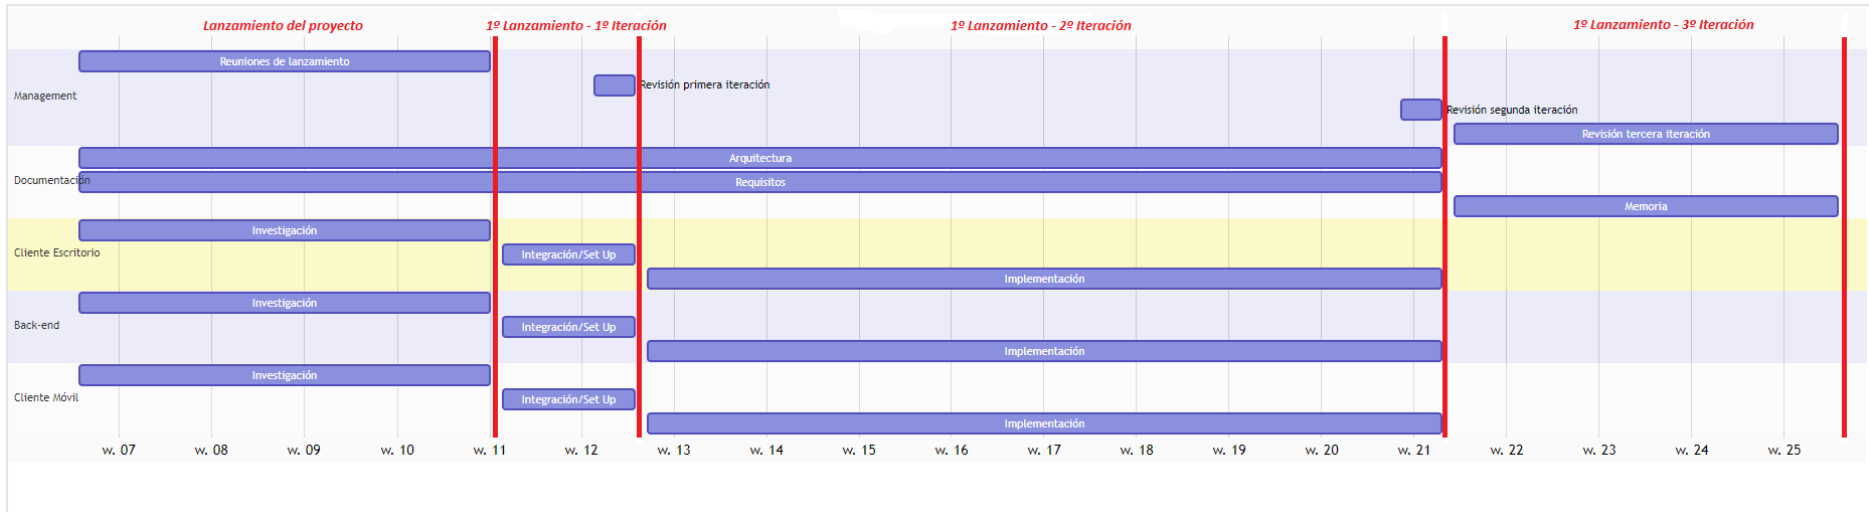 Lanzamiento del proyecto
1º Lanzamiento - 1º Iteración
1º Lanzamiento - 2º Iteración
1º Lanzamiento - 3º Iteración
Management
Reuniones de lanzamiento
Revisión primera iteración
Revisión segunda iteración
Revisión tercera iteración
Documentación
Arquitectura
Requisitos
Memoria
Cliente Escritorio
Investigación
Integración/Set Up
Implementación
Back-end
Investigación
Integración/Set Up
Implementación
Cliente Móvil
Investigación
Integración/Set Up
Implementación
w. 07 w. 08 w. 09 w. 10 w. 11 w. 12 w. 13 w. 14 w. 15 w. 16 w. 17 w. 18 w. 19 w. 20 w. 21 w. 22 w. 23 w. 24 w. 25